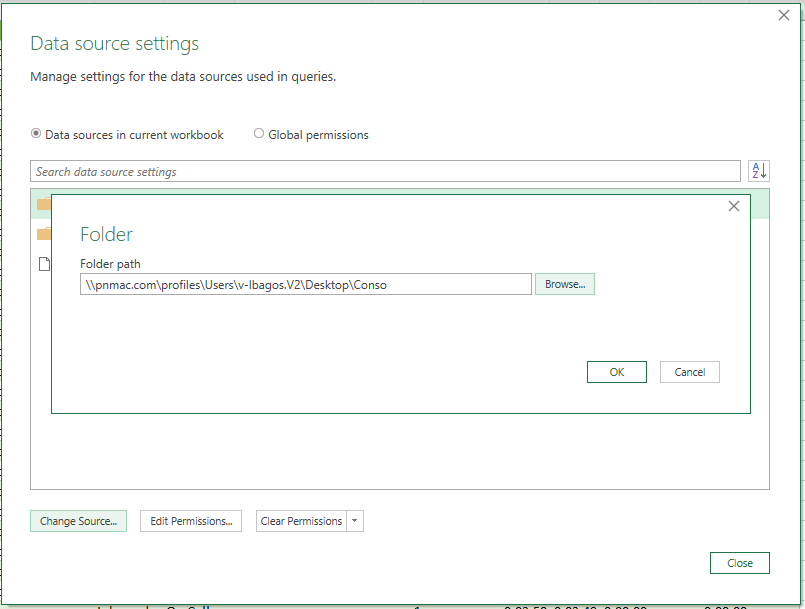 Data source settings
Manage settings for the data sources used in queries.
Data sources in current workbook
Global permissions
Search data source settings
A
Z
Folder
Folder path
\\pnmac.com\profiles\Users\v-lbagos.V2\Desktop\Conso
Browse...
OK
Cancel
Change Source...
Edit Permissions...
Clear Permissions
Close